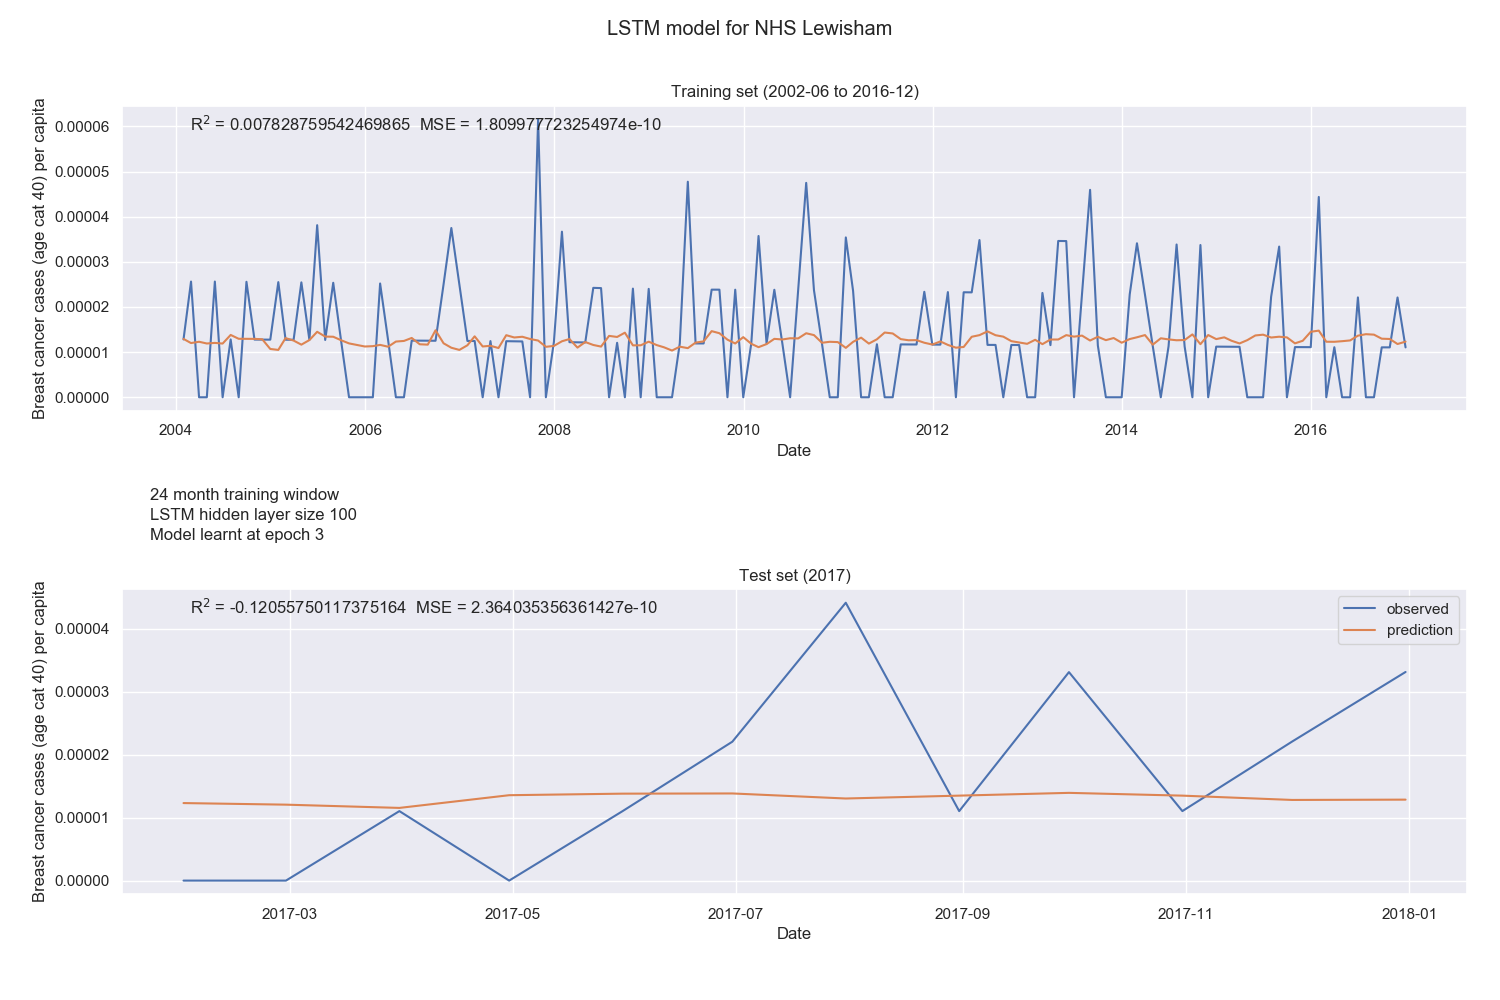 LSTM model for NHS Lewisham
Training set (2002-06 to 2016-12)
R² = 0.007828759542469865  MSE = 1.809977723254974e-10
Breast cancer cases (age cat 40) per capita
0.00006
0.00005
0.00004
0.00003
0.00002
0.00001
0.00000
2004 2006 2008 2010 2012 2014 2016
Date
24 month training window
LSTM hidden layer size 100
Model learnt at epoch 3
Test set (2017)
R² = -0.12055750117375164  MSE = 2.364035356361427e-10
observed
prediction
Breast cancer cases (age cat 40) per capita
0.00004
0.00003
0.00002
0.00001
0.00000
2017-03 2017-05 2017-07 2017-09 2017-11 2018-01
Date